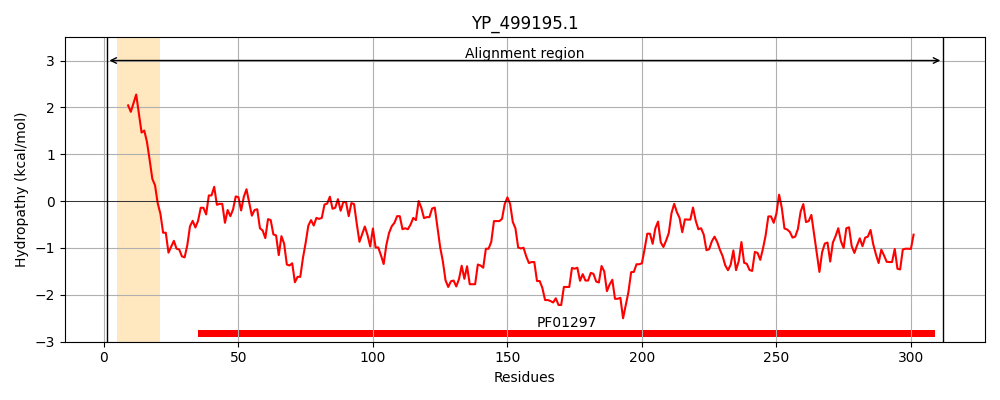 YP_499195.1
Alignment region
3
2
1
0
−1
−2
−3
Hydropathy (kcal/mol)
PF01297
0 50 100 150 200 250 300
Residues